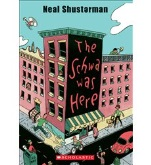 Neal Shusterman
The
Schwa
was
Here
SCHOLASTIC